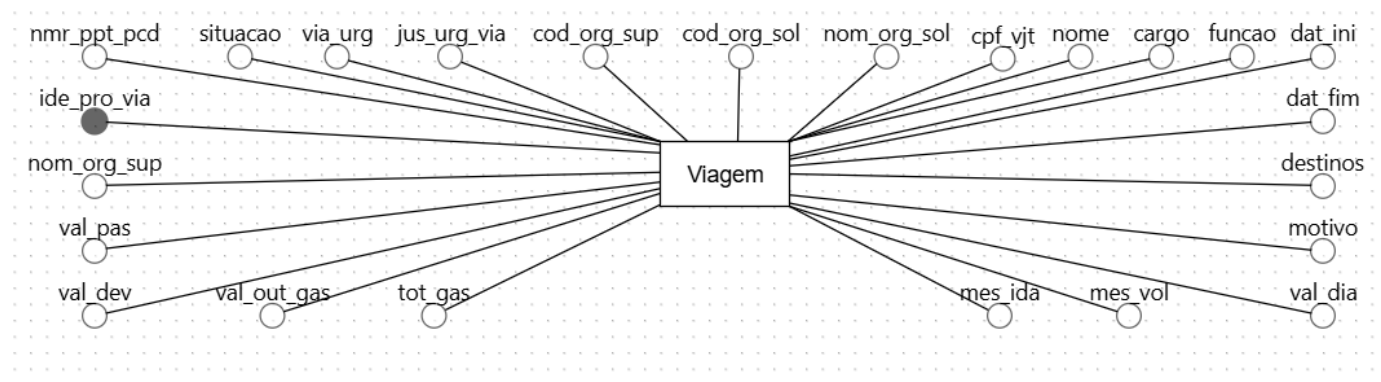 nmr_ppt_pcd situacao via_urg jus_urg_via cod_org_sup cod_org_sol nom_org_sol cpf_vjt nome cargo funcao dat_ini
ide_pro_via dat_fim
nom_org_sup Viagem destinos
val_pas motivo
val_dev val_out_gas tot_gas mes_ida mes_vol val_dia